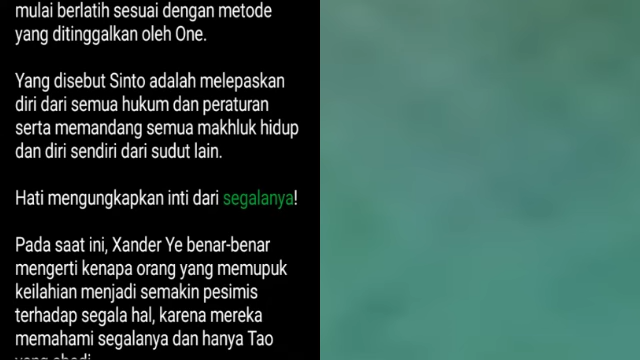 mulai berlatih sesuai dengan metode
yang ditinggalkan oleh One.
Yang disebut Sinto adalah melepaskan
diri dari semua hukum dan peraturan
serta memandang semua makhluk hidup
dan diri sendiri dari sudut lain.
Hati mengungkapkan inti dari segalanya!
Pada saat ini, Xander Ye benar-benar
mengerti kenapa orang yang memupuk
keilahian menjadi semakin pesimis
terhadap segala hal, karena mereka
memahami segalanya dan hanya Tao
yang abadi.